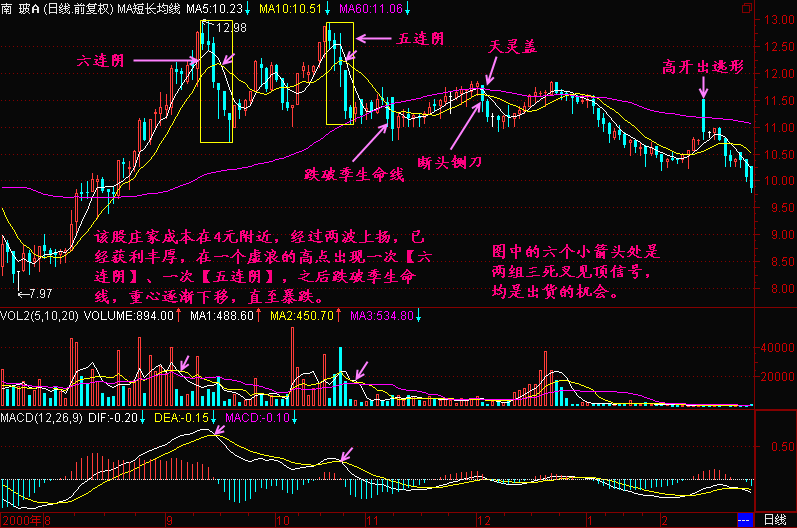 南 玻A (日线.前复权) MA短长均线 MA5:10.23↓ MA10:10.51↓ MA60:11.06↓
13.00
12.98
12.50
六连阴
五连阴
天灵盖
高开出逃形
12.00
11.50
11.00
10.50
跌破季生命线
断头铡刀
10.00
9.50
9.00
8.50
8.00
该股庄家成本在4元附近，经过两波上扬，已
经获利丰厚，在一个虚浪的高点出现一次【六
连阴】、一次【五连阴】，之后跌破季生命
线，重心逐渐下移，直至暴跌。
图中的六个小箭头处是
两组三死叉见顶信号，
均是出货的机会。
←7.97
VOL2(5,10,20) VOLUME:894.00↑ MA1:488.60↑ MA2:450.70↑ MA3:534.80↓
40000
20000
MACD(12,26,9) DIF:-0.20↓ DEA:-0.15↓ MACD:-0.10↓
0.50
0.00
2000年8 9 10 11 12 1 2 日线